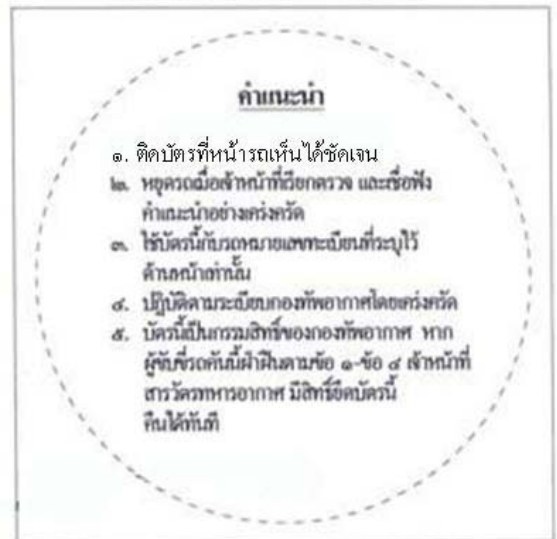 คำแนะนำ
๑. ติดบัตรที่หน้ารถเห็นได้ชัดเจน
๒. หยุดรถเมื่อเจ้าหน้าที่เรียกตรวจ และเชื่อฟัง
คำแนะนำอย่างเคร่งครัด
๓. ใช้บัตรนี้กับรถหมายเลขทะเบียนที่ระบุไว้
ด้านหน้าเท่านั้น
๔. ปฏิบัติตามระเบียบกองทัพอากาศโดยเคร่งครัด
๕. บัตรนี้เป็นกรรมสิทธิ์ของกองทัพอากาศ หาก
ผู้ขับขี่รถคันนี้ฝ่าฝืนตามข้อ ๑-ข้อ ๔ เจ้าหน้าที่
สารวัตรทหารอากาศ มีสิทธิ์ยึดบัตรนี้
คืนได้ทันที